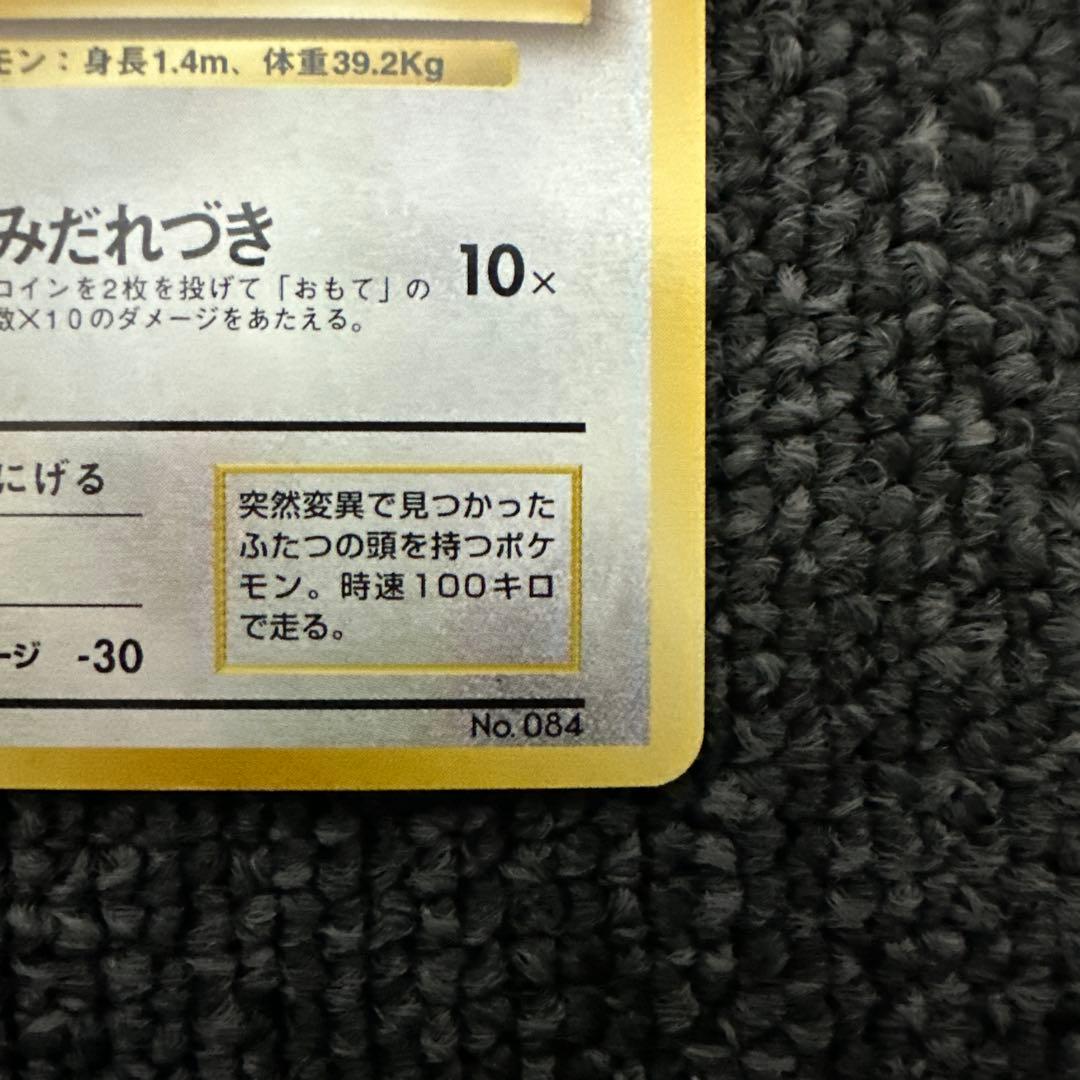 モン：身長1.4m、体重39.2Kg
みだれづき
10×
コインを2枚を投げて「おもて」の
数×10のダメージをあたえる。
にげる
突然変異で見つかった
ふたつの頭を持つポケ
モン。時速100キロ
で走る。
ージ -30
No.084